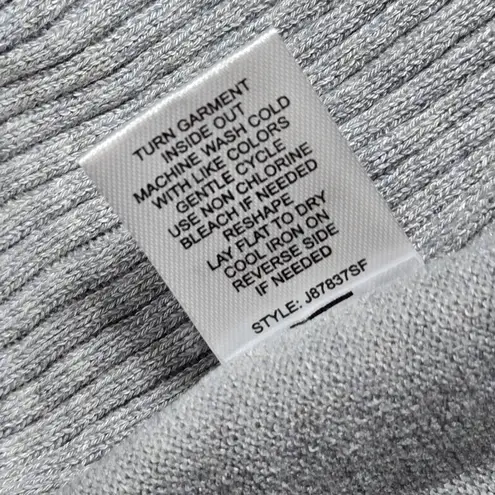 TURN GARMENT
INSIDE OUT
MACHINE WASH COLD
WITH LIKE COLORS
GENTLE CYCLE
USE NON CHLORINE
BLEACH IF NEEDED
RESHAPE
LAY FLAT TO DRY
COOL IRON ON
REVERSE SIDE
IF NEEDED
STYLE: J87837SF